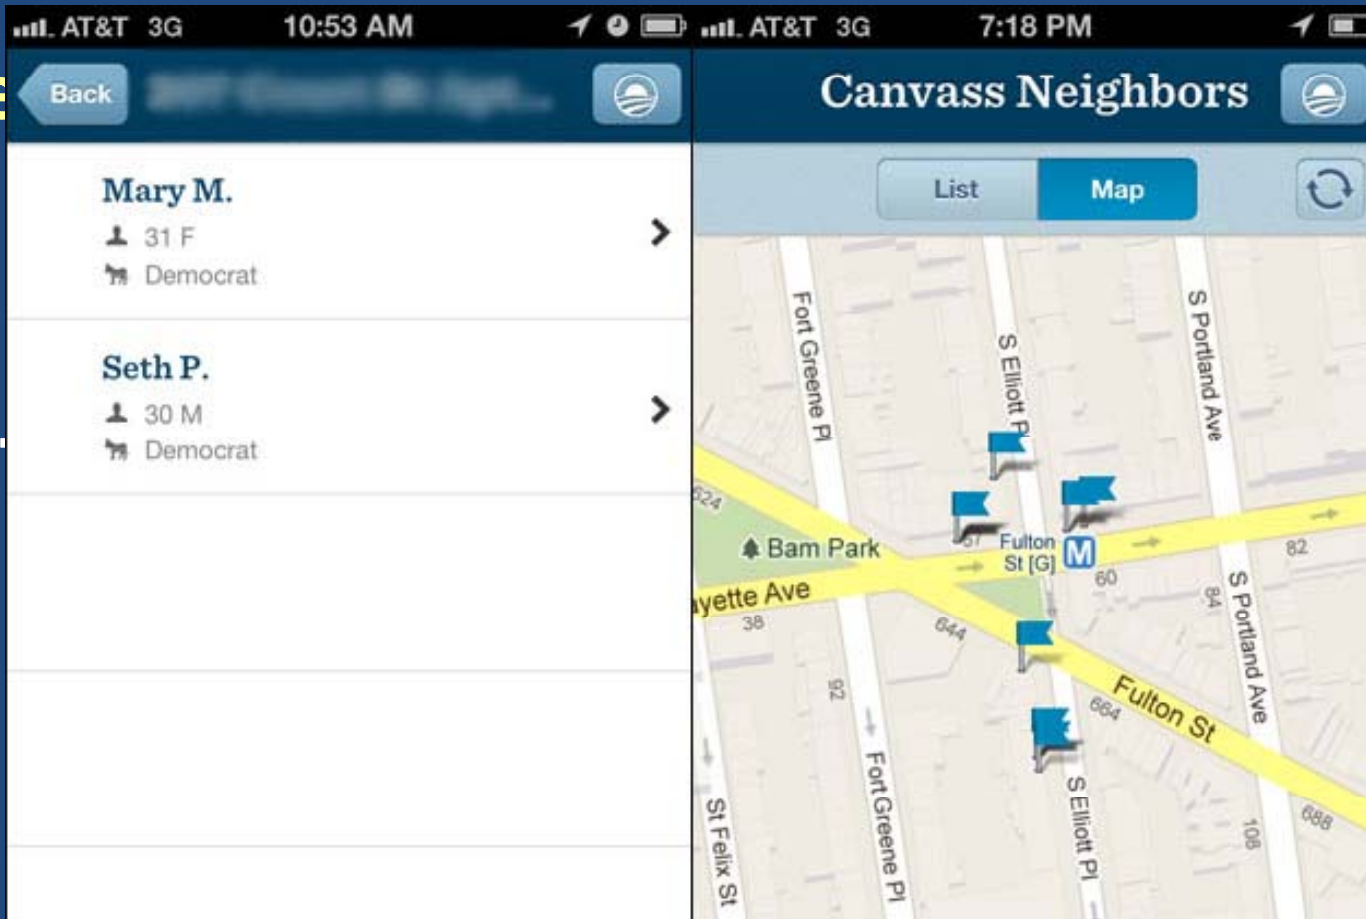 AT&T 3G 10:53 AM
Back
Mary M.
31 F
Democrat
Seth P.
30 M
Democrat
AT&T 3G 7:18 PM
Canvass Neighbors
List Map
Fort Greene Pl
S Elliott Pl
S Portland Ave
624
Bam Park
57
Fulton
St [G]
M
82
60
84
yette Ave
38
644
S Portland Ave
92
664
Fulton St
Fort Greene Pl
S Elliott Pl
St Felix St
108
688